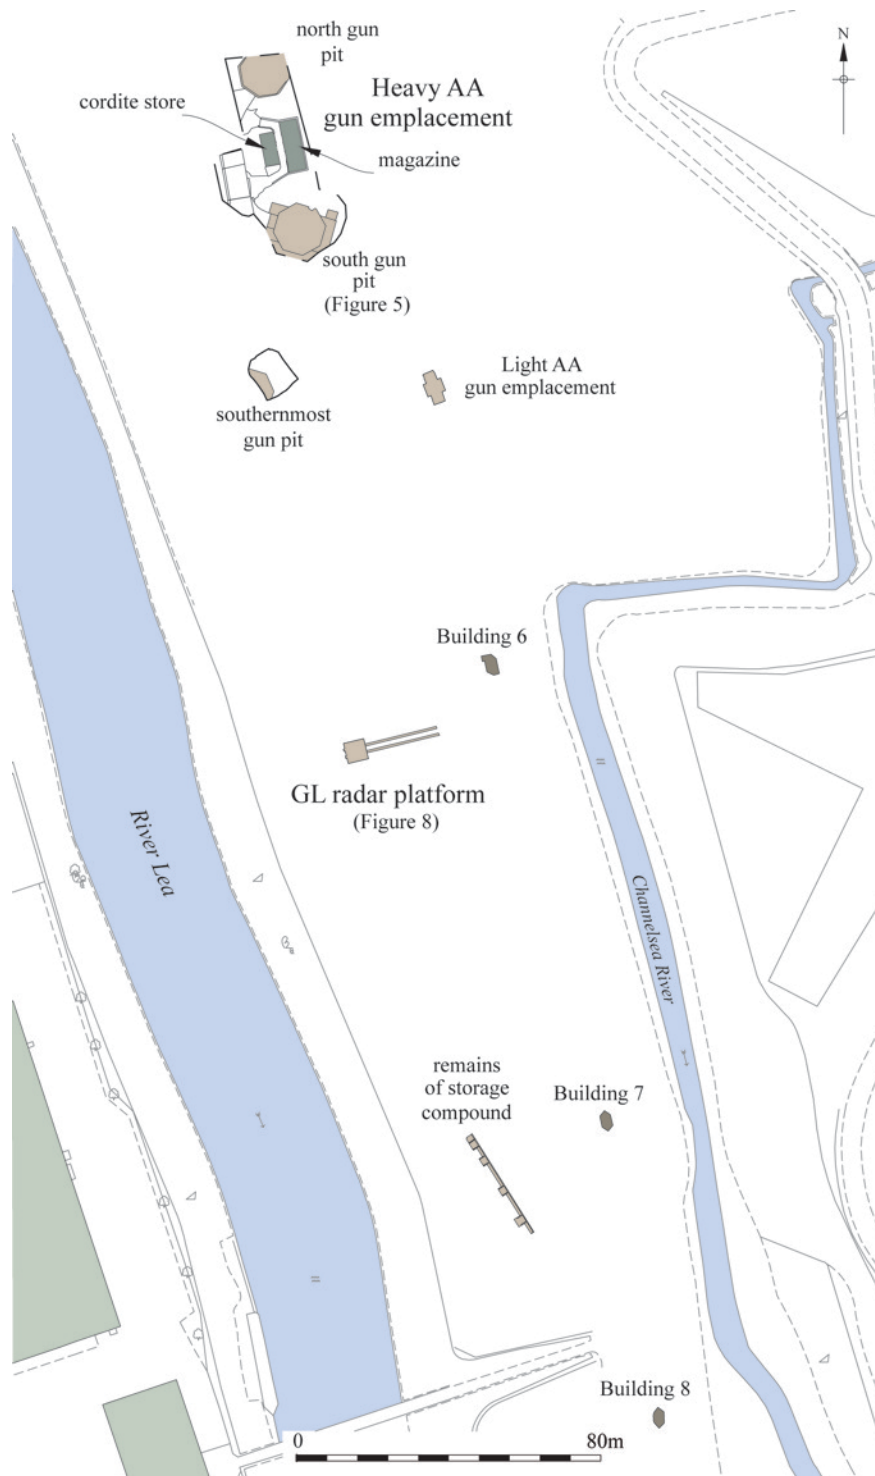 north gun
pit
N
Heavy AA
gun emplacement
cordite store
magazine
south gun
pit
(Figure 5)
Light AA
gun emplacement
southernmost
gun pit
Building 6
GL radar platform
(Figure 8)
River Lea
Channelsea River
remains
of storage
compound
Building 7
Building 8
0
80m